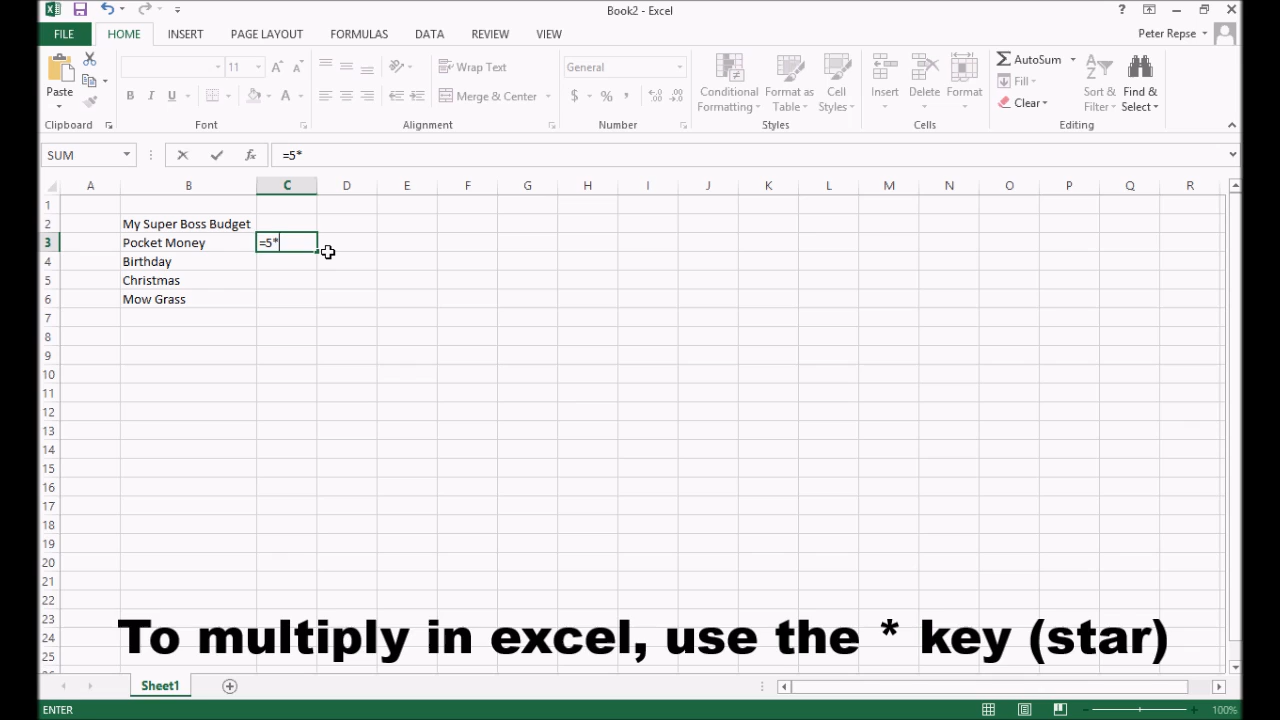 Book2 - Excel
?
FILE HOME INSERT PAGE LAYOUT FORMULAS DATA REVIEW VIEW Peter Repse
Paste
11 A A
Wrap Text
General
Conditional Formatting
Format as Table
Cell Styles
Insert Delete Format
AutoSum
Fill
Clear
Sort & Filter
Find & Select
B I U A
Merge & Center
$ % ,
Clipboard Font Alignment Number Styles Cells Editing
SUM fx =5*
A B C D E F G H I J K L M N O P Q R
1
2 My Super Boss Budget
3 Pocket Money =5*
4 Birthday
5 Christmas
6 Mow Grass
7
8
9
10
11
12
13
14
15
16
17
18
19
20
21
22
23
24
25
To multiply in excel, use the * key (star)
Sheet1
ENTER 100%